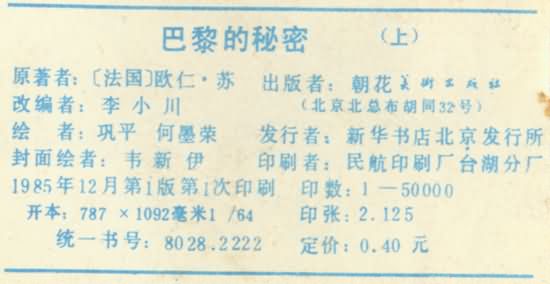 巴黎的秘密 （上）
原著者：〔法国〕欧仁·苏 出版者：朝花美術出版社
改编者：李小川 （北京北总布胡同32号）
绘 者：巩平 何墨荣 发行者：新华书店北京发行所
封面绘者：韦新伊 印刷者：民航印刷厂台湖分厂
1985年12月第1版第1次印刷 印数：1—50000
开本：787×1092毫米1/64 印张：2.125
统一书号：8028.2222 定价：0.40元